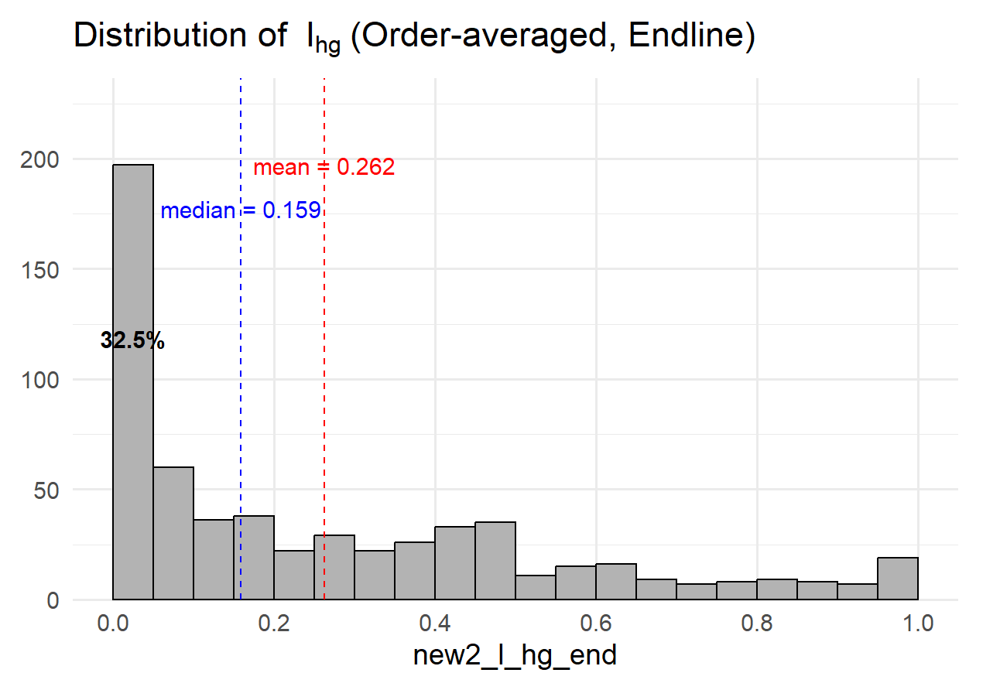 Distribution of  I_hg (Order-averaged, Endline)
200
mean = 0.262
median = 0.159
150
32.5%
100
50
0
0.0 0.2 0.4 0.6 0.8 1.0
new2_I_hg_end